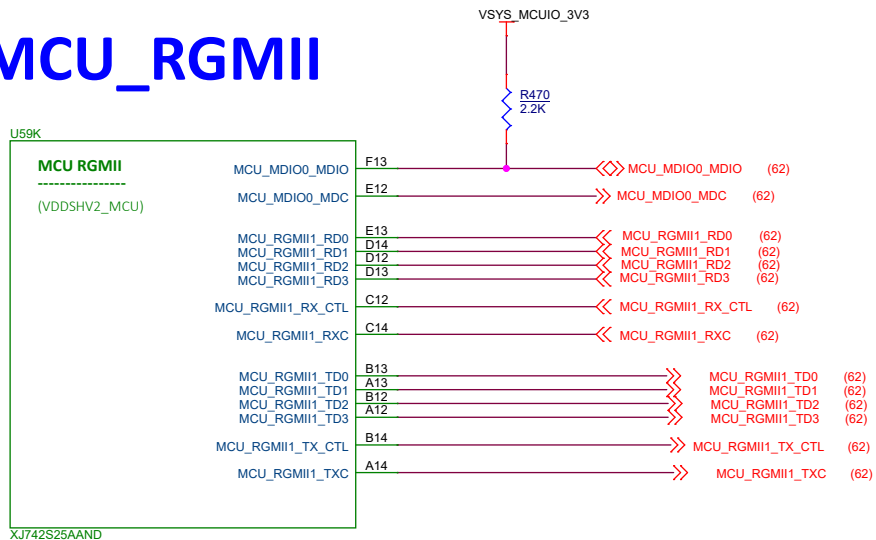 VSYS_MCUIO_3V3
MCU_RGMII
R470
2.2K
U59K
MCU RGMII
----------------
(VDDSHV2_MCU)
MCU_MDIO0_MDIO F13 MCU_MDIO0_MDIO (62)
MCU_MDIO0_MDC E12 MCU_MDIO0_MDC (62)
MCU_RGMII1_RD0 E13 MCU_RGMII1_RD0 (62)
MCU_RGMII1_RD1 D14 MCU_RGMII1_RD1 (62)
MCU_RGMII1_RD2 D12 MCU_RGMII1_RD2 (62)
MCU_RGMII1_RD3 D13 MCU_RGMII1_RD3 (62)
MCU_RGMII1_RX_CTL C12 MCU_RGMII1_RX_CTL (62)
MCU_RGMII1_RXC C14 MCU_RGMII1_RXC (62)
MCU_RGMII1_TD0 B13 MCU_RGMII1_TD0 (62)
MCU_RGMII1_TD1 A13 MCU_RGMII1_TD1 (62)
MCU_RGMII1_TD2 B12 MCU_RGMII1_TD2 (62)
MCU_RGMII1_TD3 A12 MCU_RGMII1_TD3 (62)
MCU_RGMII1_TX_CTL B14 MCU_RGMII1_TX_CTL (62)
MCU_RGMII1_TXC A14 MCU_RGMII1_TXC (62)
XJ742S25AAND